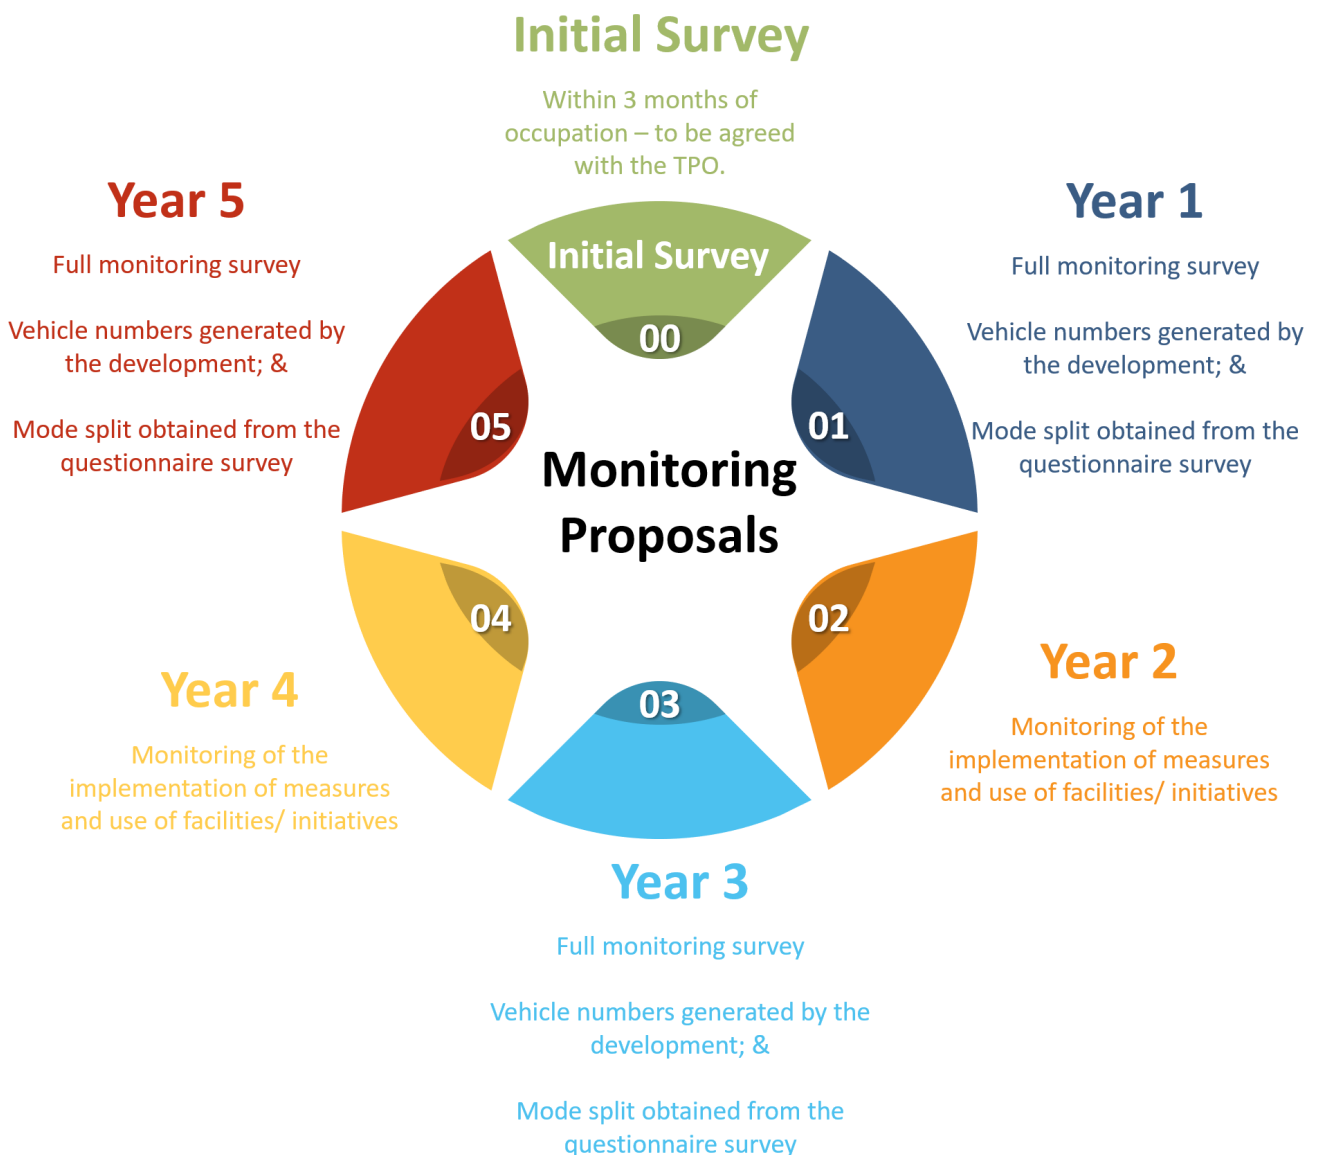 Initial Survey
Within 3 months of
occupation – to be agreed
with the TPO.
Year 5
Full monitoring survey
Vehicle numbers generated by
the development; &
Mode split obtained from the
questionnaire survey
Year 1
Full monitoring survey
Vehicle numbers generated by
the development; &
Mode split obtained from the
questionnaire survey
Initial Survey
00
05
01
Monitoring
Proposals
04
02
03
Year 4
Monitoring of the
implementation of measures
and use of facilities/ initiatives
Year 2
Monitoring of the
implementation of measures
and use of facilities/ initiatives
Year 3
Full monitoring survey
Vehicle numbers generated by the
development; &
Mode split obtained from the
questionnaire survey